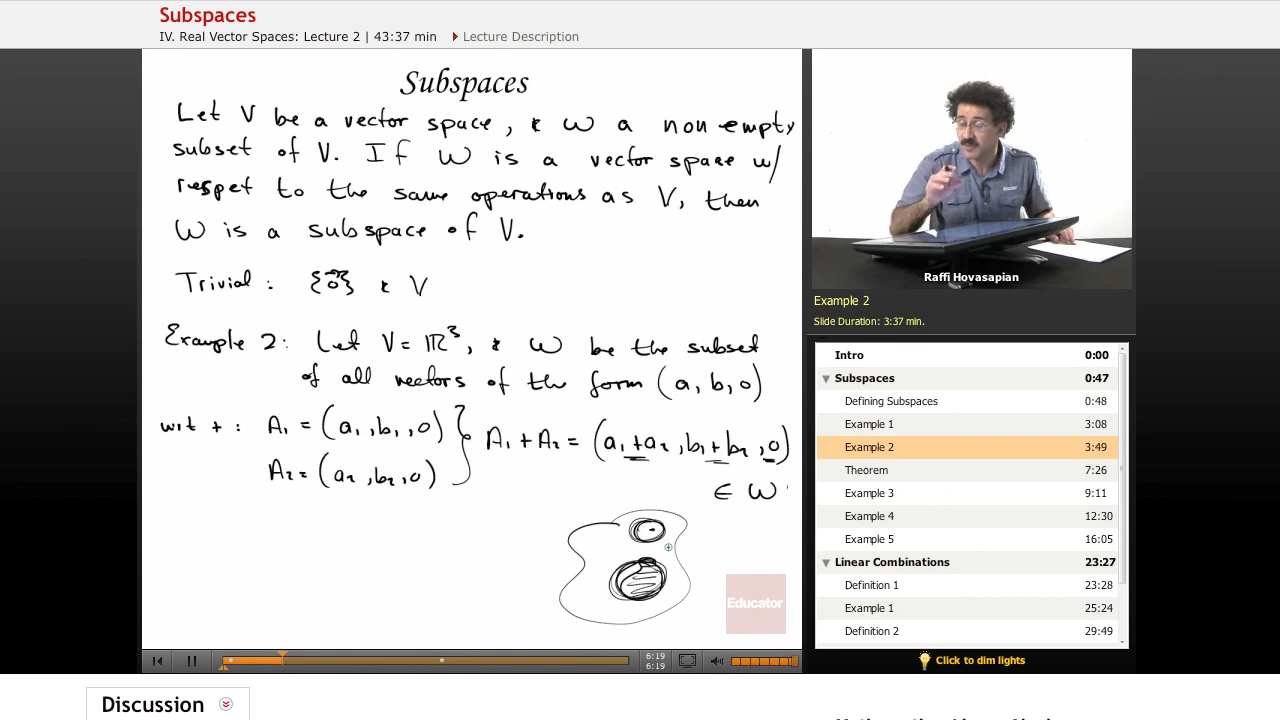 Subspaces
IV. Real Vector Spaces: Lecture 2 | 43:37 min
Lecture Description
Subspaces
Let V be a vector space, & W a non empty
subset of V. If W is a vector space w/
respet to the same operations as V, then
W is a subspace of V.
Trivial : {0⃗} & V
Example 2: Let V = ℝ³, & W be the subset
of all vectors of the form (a, b, 0)
wrt + : A₁ = (a₁, b₁, 0)
A₂ = (a₂, b₂, 0)
A₁ + A₂ = (a₁+a₂, b₁+b₂, 0)
∈ W
Educator
Raffi Hovasapian
Example 2
Slide Duration: 3:37 min.
Intro 0:00
Subspaces 0:47
Defining Subspaces 0:48
Example 1 3:08
Example 2 3:49
Theorem 7:26
Example 3 9:11
Example 4 12:30
Example 5 16:05
Linear Combinations 23:27
Definition 1 23:28
Example 1 25:24
Definition 2 29:49
6:19
6:19
Click to dim lights
Discussion